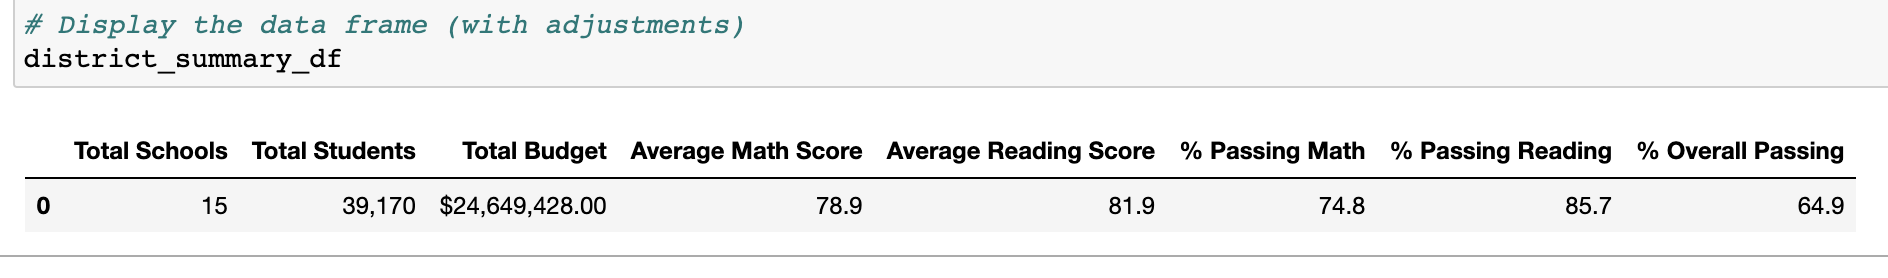 # Display the data frame (with adjustments)
district_summary_df
Total Schools Total Students Total Budget Average Math Score Average Reading Score % Passing Math % Passing Reading % Overall Passing
0 15 39,170 $24,649,428.00 78.9 81.9 74.8 85.7 64.9